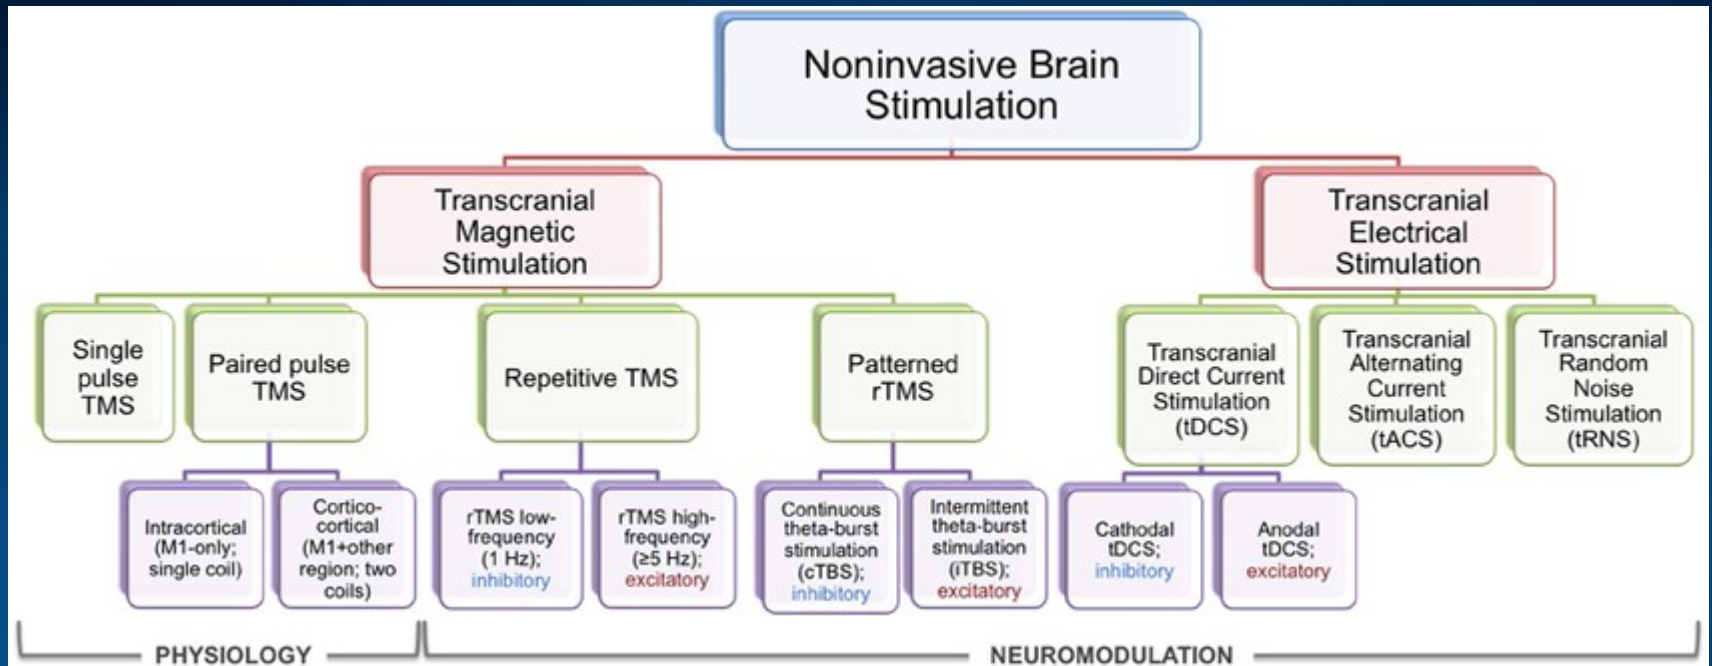 Noninvasive Brain
Stimulation
Transcranial
Magnetic
Stimulation
Transcranial
Electrical
Stimulation
Single
pulse
TMS
Paired pulse
TMS
Repetitive TMS
Patterned
rTMS
Transcranial
Direct Current
Stimulation
(tDCS)
Transcranial
Alternating
Current
Stimulation
(tACS)
Transcranial
Random
Noise
Stimulation
(tRNS)
Intracortical
(M1-only;
single coil)
Cortico-
cortical
(M1+other
region; two
coils)
rTMS low-
frequency
(1 Hz);
inhibitory
rTMS high-
frequency
(≥5 Hz);
excitatory
Continuous
theta-burst
stimulation
(cTBS);
inhibitory
Intermittent
theta-burst
stimulation
(iTBS);
excitatory
Cathodal
tDCS;
inhibitory
Anodal
tDCS;
excitatory
PHYSIOLOGY
NEUROMODULATION